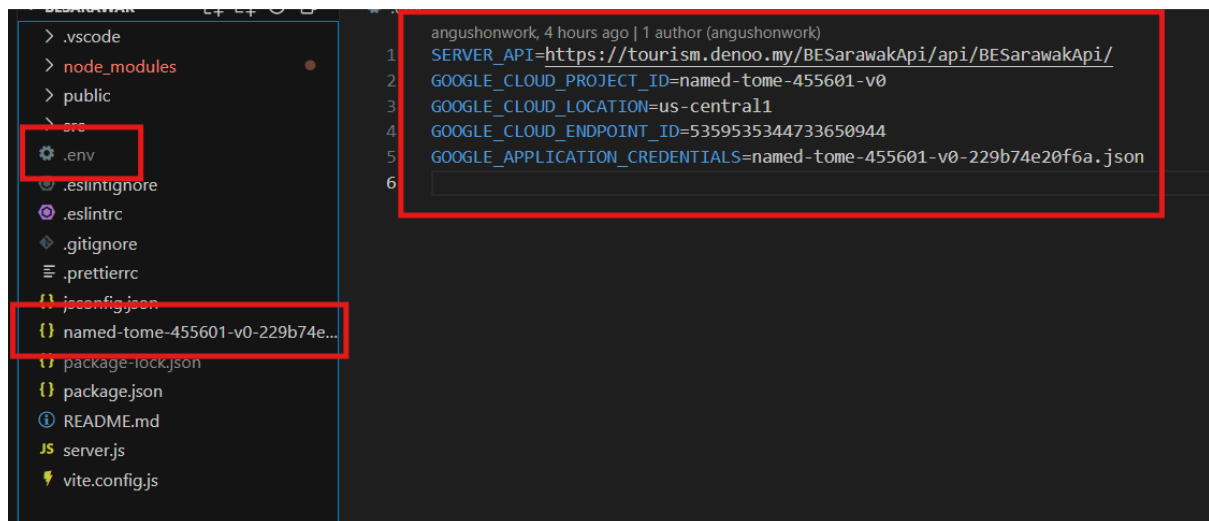 BESARAWAK
.vscode
node_modules
public
src
.env
.eslintignore
.eslintrc
.gitignore
.prettierrc
jsconfig.json
named-tome-455601-v0-229b74e...
package-lock.json
package.json
README.md
JS server.js
vite.config.js
angushonwork, 4 hours ago | 1 author (angushonwork)
1 SERVER_API=https://tourism.denoo.my/BESarawakApi/api/BESarawakApi/
2 GOOGLE_CLOUD_PROJECT_ID=named-tome-455601-v0
3 GOOGLE_CLOUD_LOCATION=us-central1
4 GOOGLE_CLOUD_ENDPOINT_ID=5359535344733650944
5 GOOGLE_APPLICATION_CREDENTIALS=named-tome-455601-v0-229b74e20f6a.json
6